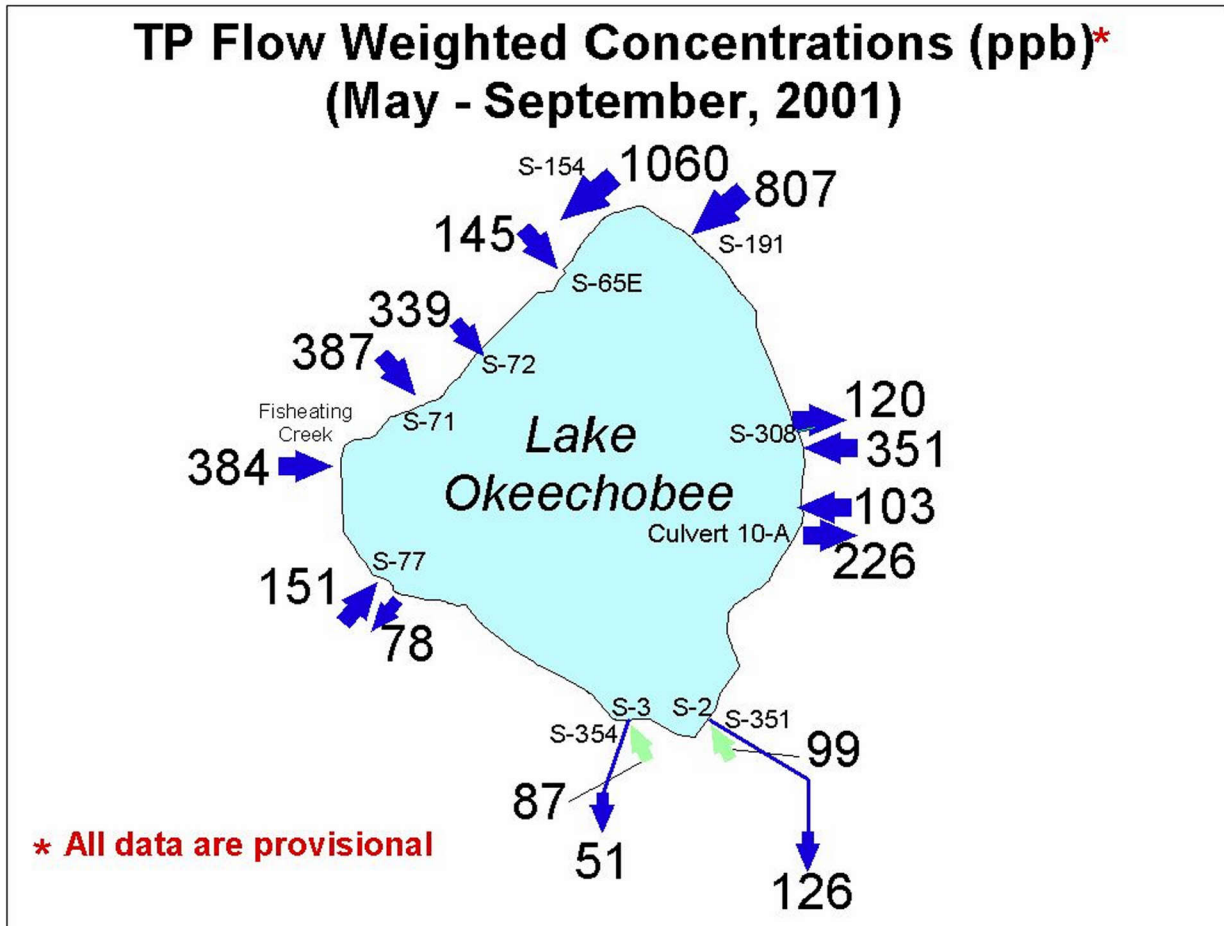 TP Flow Weighted Concentrations (ppb)*
(May - September, 2001)
S-154
1060
807
145
S-191
S-65E
339
387
S-72
Fisheating
Creek
S-71
120
S-308
Lake
Okeechobee
351
384
103
Culvert 10-A
226
S-77
151
78
S-3
S-2
S-351
S-354
99
87
* All data are provisional
51
126